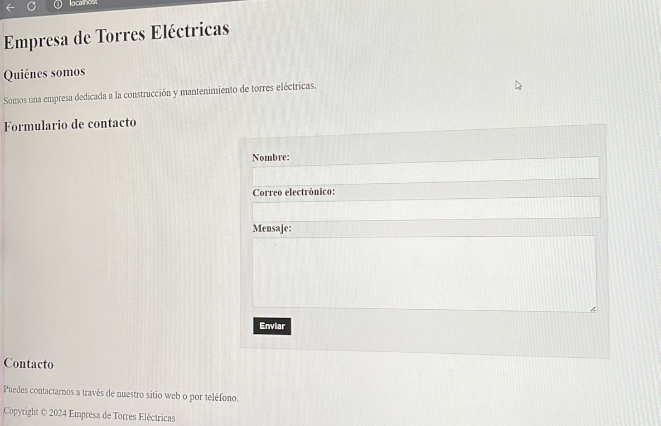 localhost
Empresa de Torres Eléctricas
Quiénes somos
Somos una empresa dedicada a la construcción y mantenimiento de torres eléctricas.
Formulario de contacto
Nombre:
Correo electrónico:
Mensaje:
Enviar
Contacto
Puedes contactarnos a través de nuestro sitio web o por teléfono.
Copyright © 2024 Empresa de Torres Eléctricas